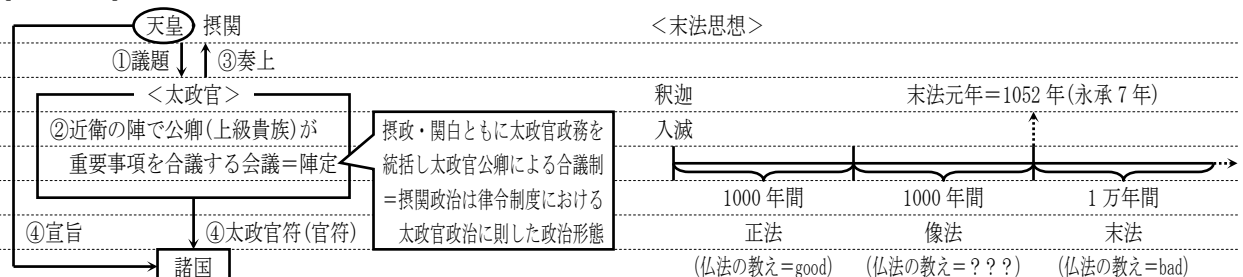 天皇 摂関
①議題 ③奏上
＜太政官＞
②近衛の陣で公卿(上級貴族)が
重要事項を合議する会議＝陣定
摂政・関白ともに太政官政務を
統括し太政官公卿による合議制
＝摂関政治は律令制度における
太政官政治に則した政治形態
④宣旨
④太政官符(官符)
諸国
＜末法思想＞
釈迦
入滅
末法元年＝1052年(永承7年)
1000年間 1000年間 1万年間
正法 像法 末法
(仏法の教え＝good) (仏法の教え＝？？？) (仏法の教え＝bad)